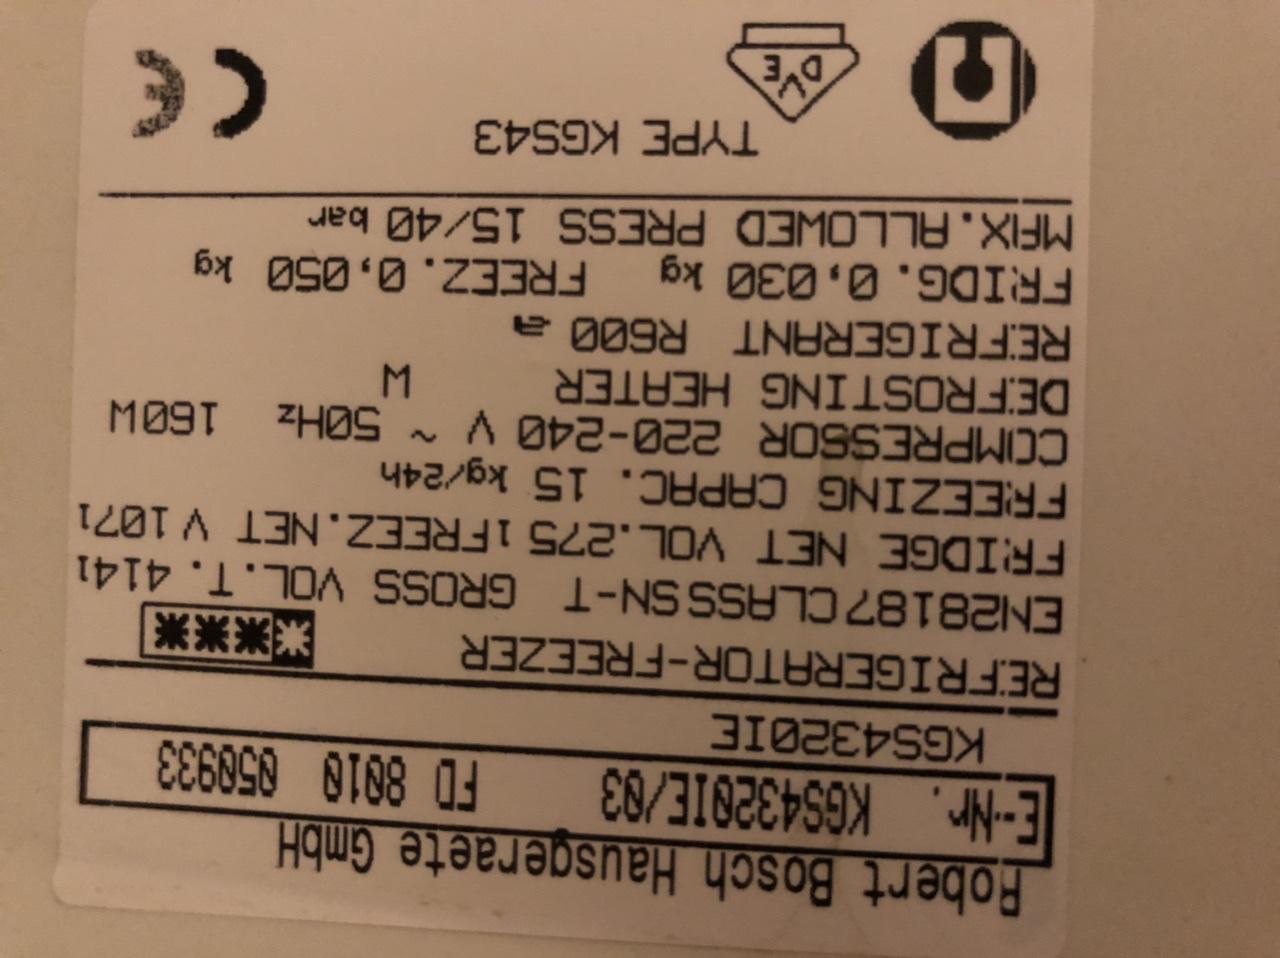 Robert Bosch Hausgeraete GmbH
E-Nr. KGS4320IE/03 FD 8010 050933
KGS4320IE
REFRIGERATOR-FREEZER
EN28187 CLASS SN-T GROSS VOL.T. 414l
FRIDGE NET VOL.275 l FREEZ.NET V 107l
FREEZING CAPAC. 15 kg/24h
COMPRESSOR 220-240 V ~ 50Hz 160W
DEFROSTING HEATER W
REFRIGERANT R600 a
FRIDG. 0,030 kg FREEZ. 0,050 kg
MAX.ALLOWED PRESS 15/40 bar
TYPE KGS43
DVE
CE